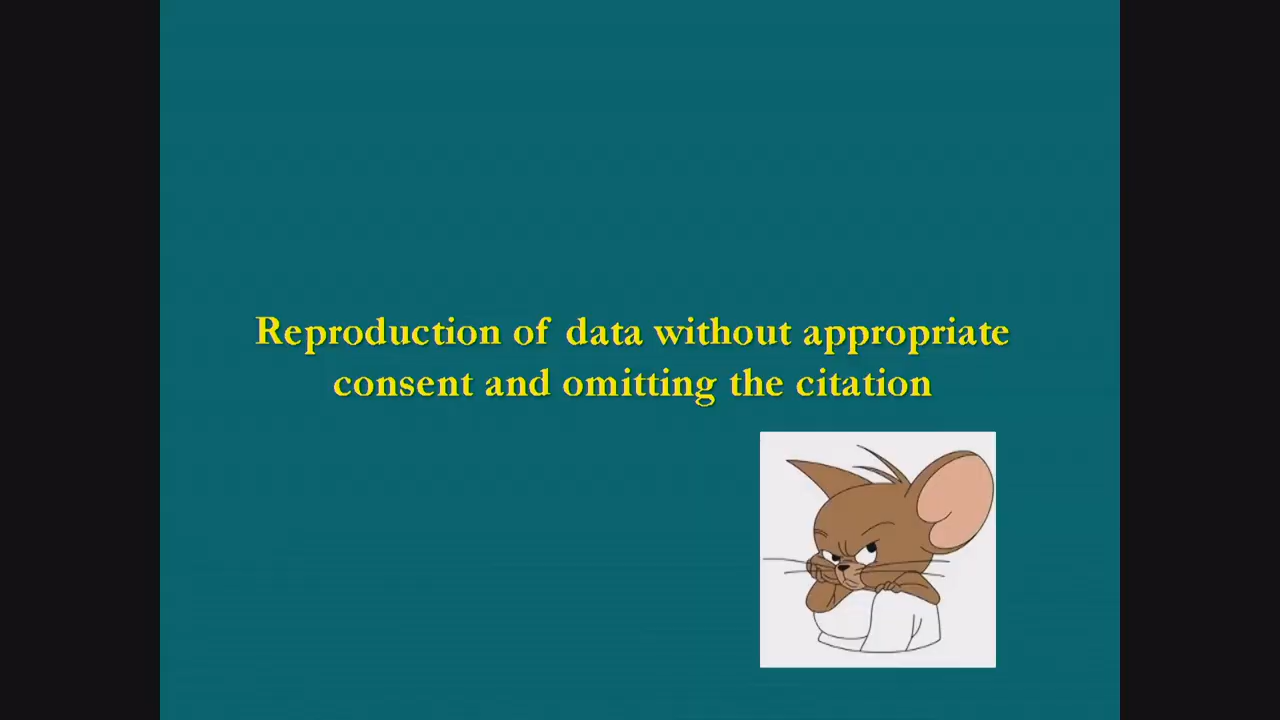 Reproduction of data without appropriate
consent and omitting the citation